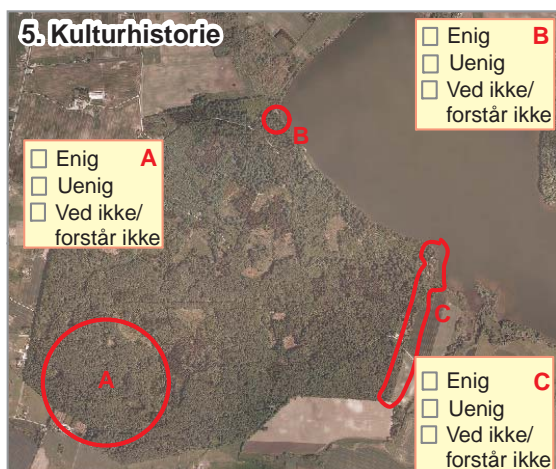 5. Kulturhistorie
Enig B
Uenig
Ved ikke/
forstår ikke
B
Enig A
Uenig
Ved ikke/
forstår ikke
C
A
Enig C
Uenig
Ved ikke/
forstår ikke